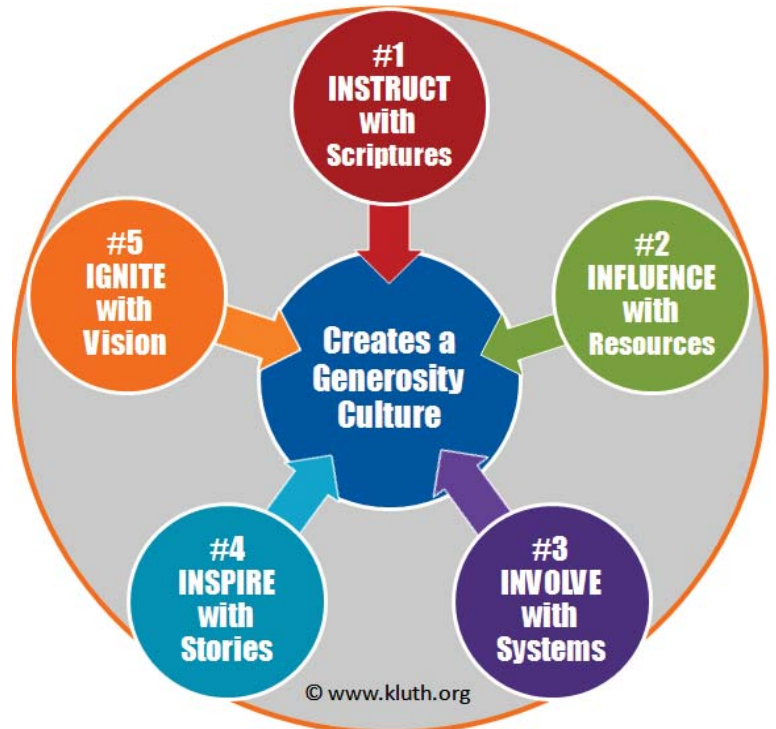 #1
INSTRUCT
with
Scriptures
#2
INFLUENCE
with
Resources
#3
INVOLVE
with
Systems
#4
INSPIRE
with
Stories
#5
IGNITE
with
Vision
Creates a
Generosity
Culture
© www.kluth.org